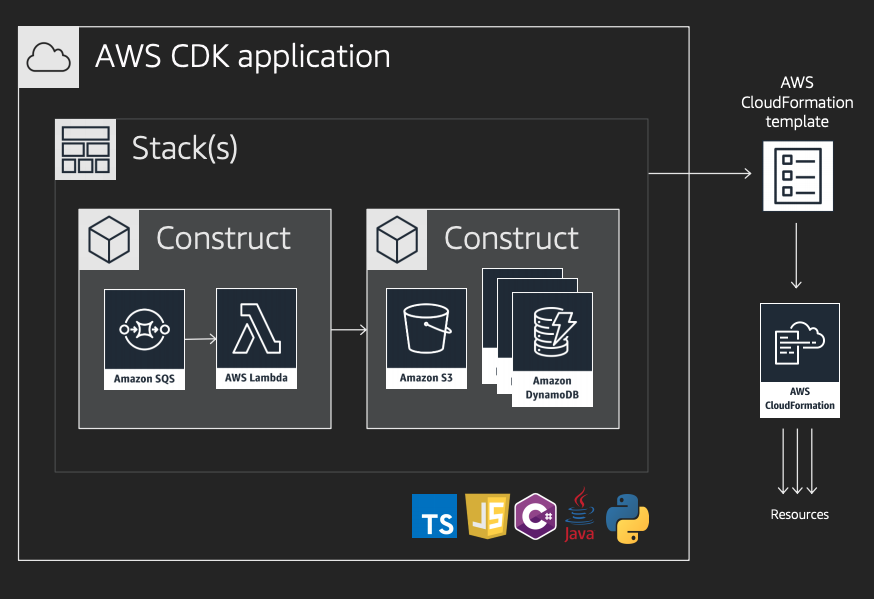 AWS CDK application
Stack(s)
Construct
Amazon SQS
AWS Lambda
Construct
Amazon S3
Amazon
DynamoDB
TS
JS
C#
Java
AWS
CloudFormation
template
AWS
CloudFormation
Resources